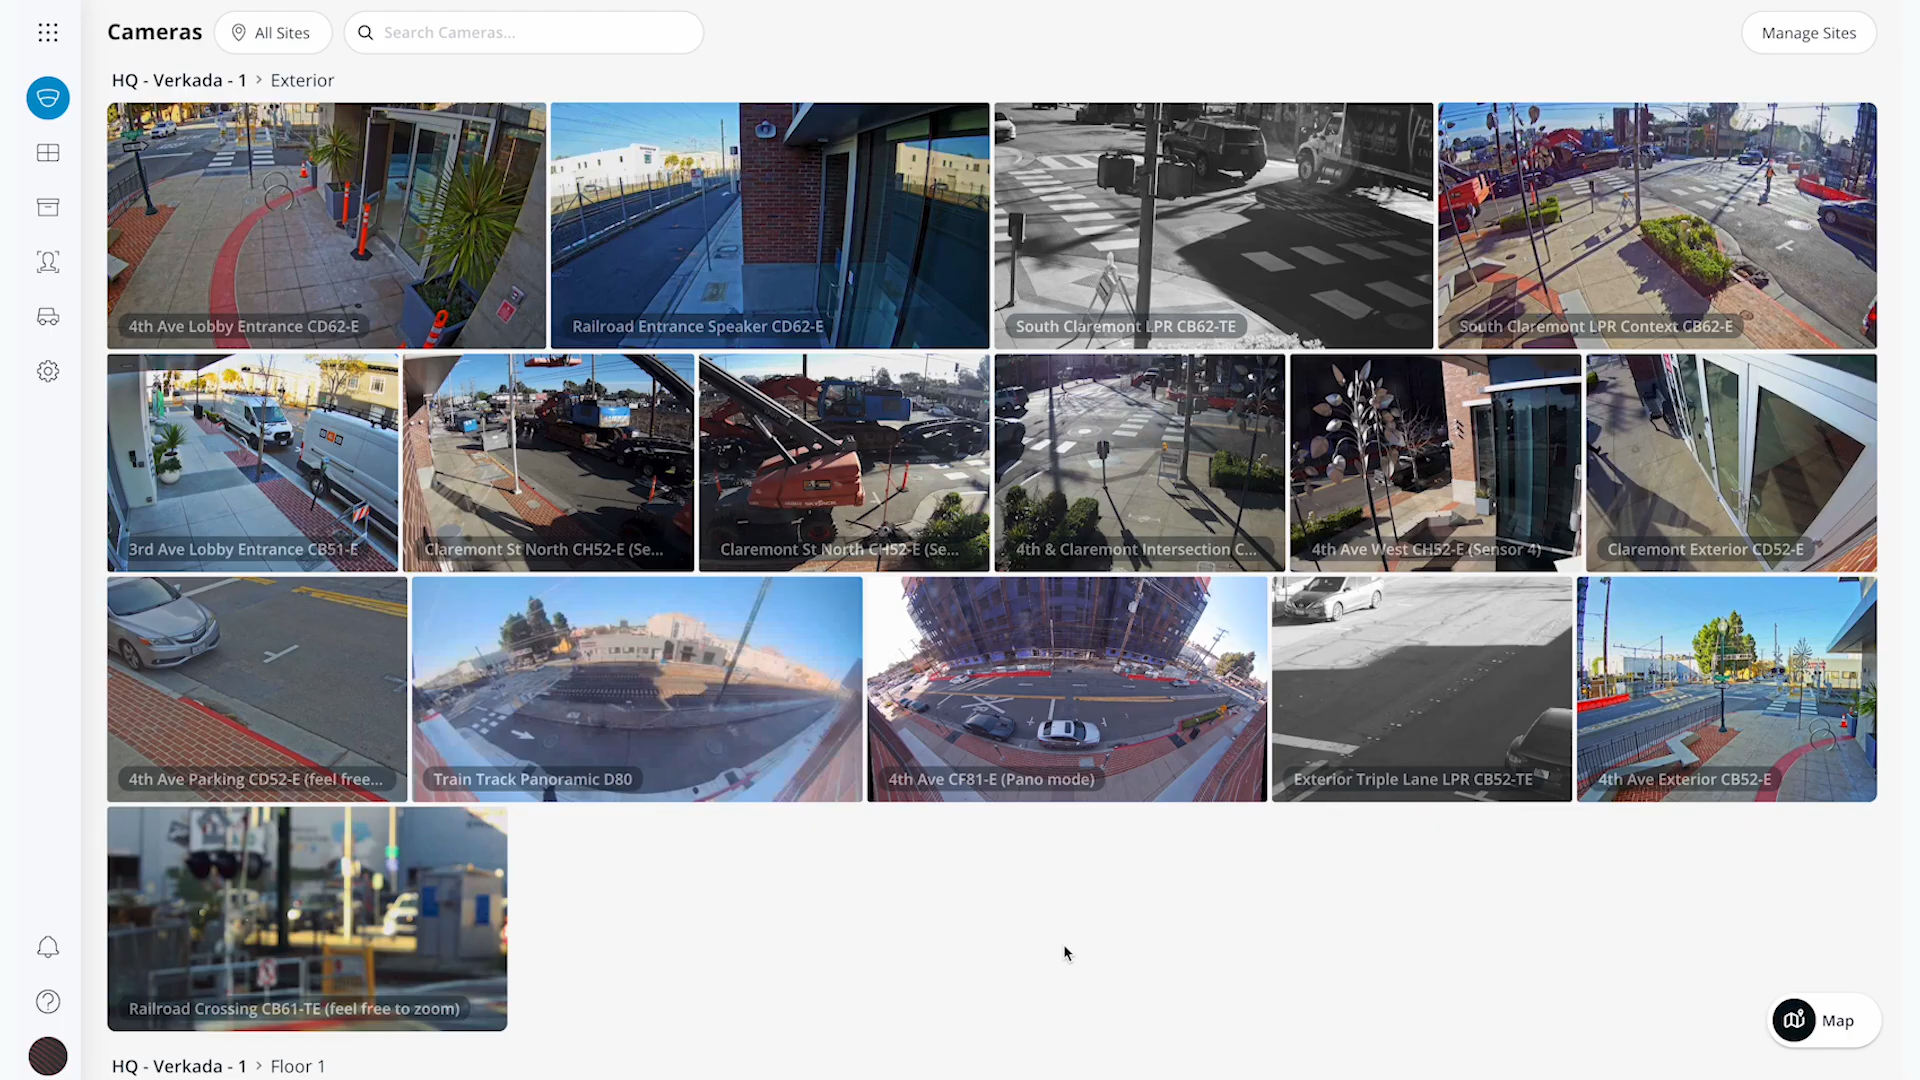 Cameras
All Sites
Search Cameras...
Manage Sites
HQ - Verkada - 1 > Exterior
4th Ave Lobby Entrance CD62-E
Railroad Entrance Speaker CD62-E
South Claremont LPR CB62-TE
South Claremont LPR Context CB62-E
3rd Ave Lobby Entrance CB51-E
Claremont St North CH52-E (Se...
Claremont St North CH52-E (Se...
4th & Claremont Intersection C...
4th Ave West CH52-E (Sensor 4)
Claremont Exterior CD52-E
4th Ave Parking CD52-E (feel free...
Train Track Panoramic D80
4th Ave CF81-E (Pano mode)
Exterior Triple Lane LPR CB52-TE
4th Ave Exterior CB52-E
Railroad Crossing CB61-TE (feel free to zoom)
Map
HQ - Verkada - 1 > Floor 1